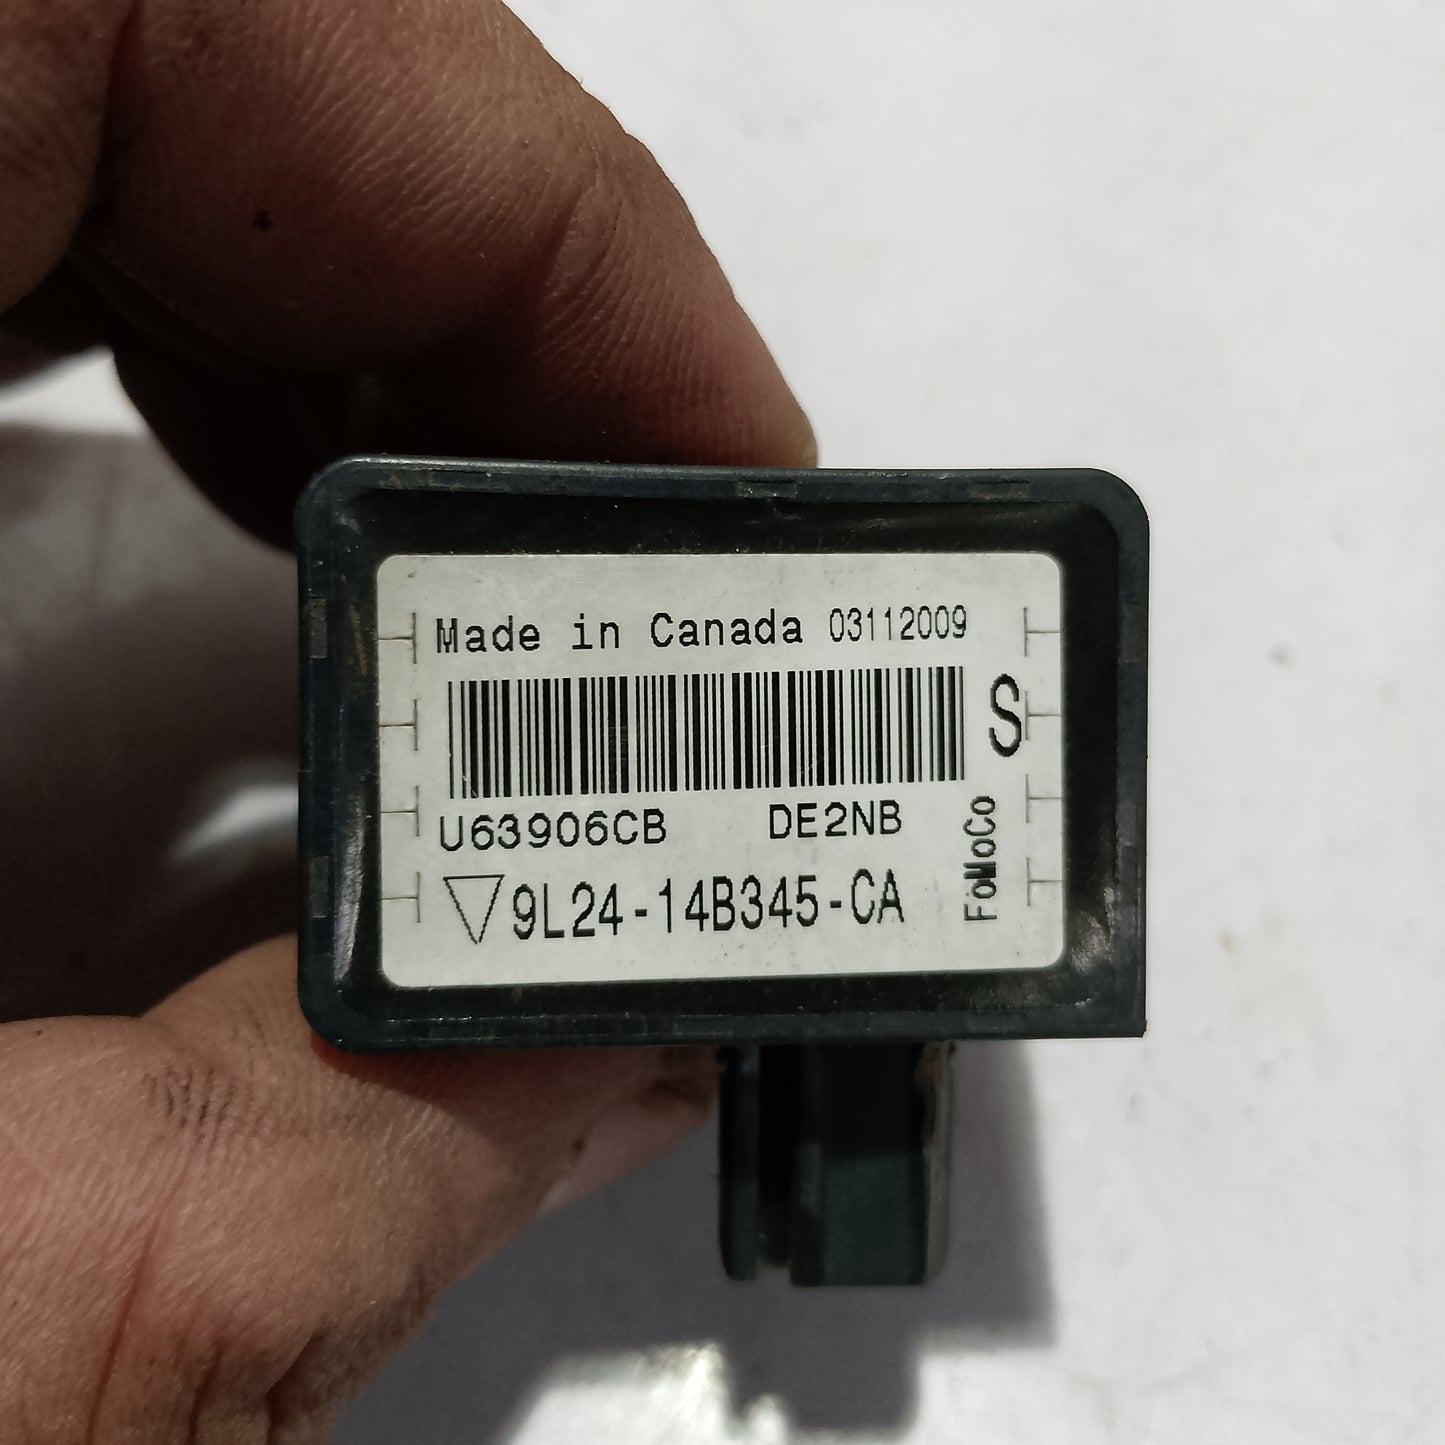 Made in Canada 03112009
S
U63906CB DE2NB
9L24-14B345-CA
FoMoCo